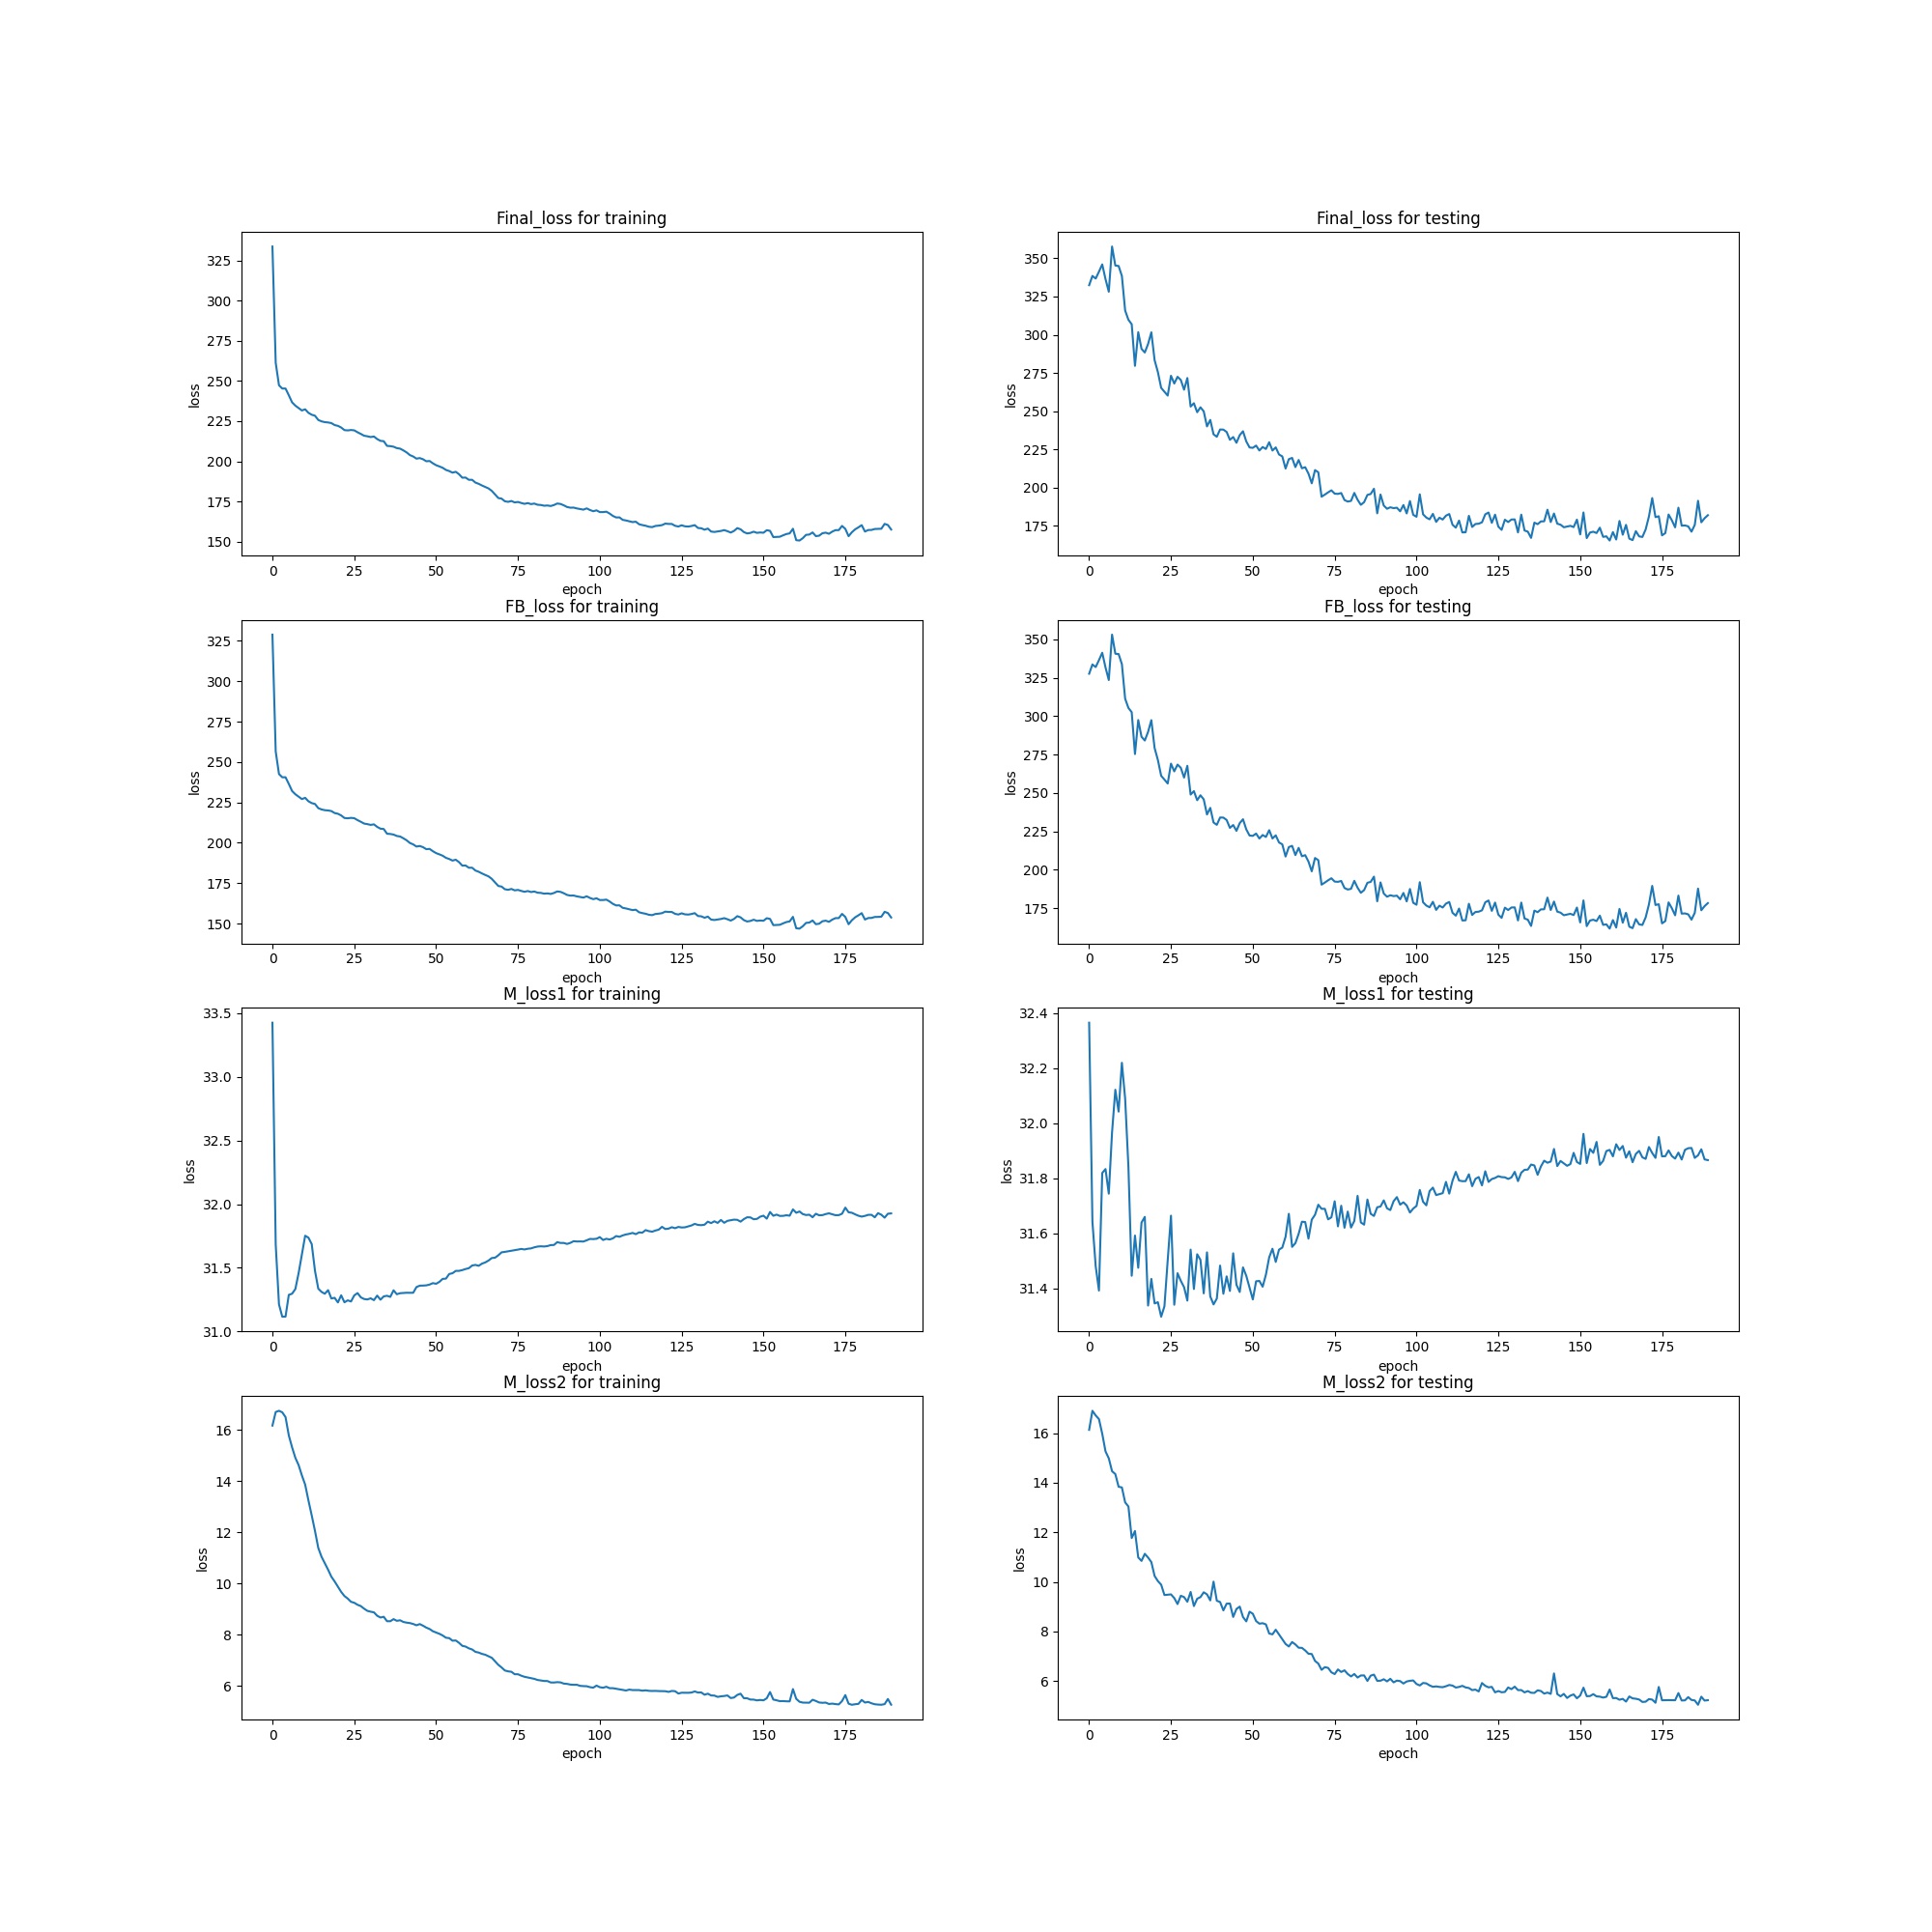 Final_loss for training
325
300
275
250
225
200
175
150
loss
0 25 50 75 100 125 150 175
epoch
Final_loss for testing
350
325
300
275
250
225
200
175
loss
0 25 50 75 100 125 150 175
epoch
FB_loss for training
325
300
275
250
225
200
175
150
loss
0 25 50 75 100 125 150 175
epoch
FB_loss for testing
350
325
300
275
250
225
200
175
loss
0 25 50 75 100 125 150 175
epoch
M_loss1 for training
33.5
33.0
32.5
32.0
31.5
31.0
loss
0 25 50 75 100 125 150 175
epoch
M_loss1 for testing
32.4
32.2
32.0
31.8
31.6
31.4
loss
0 25 50 75 100 125 150 175
epoch
M_loss2 for training
16
14
12
10
8
6
loss
0 25 50 75 100 125 150 175
epoch
M_loss2 for testing
16
14
12
10
8
6
loss
0 25 50 75 100 125 150 175
epoch